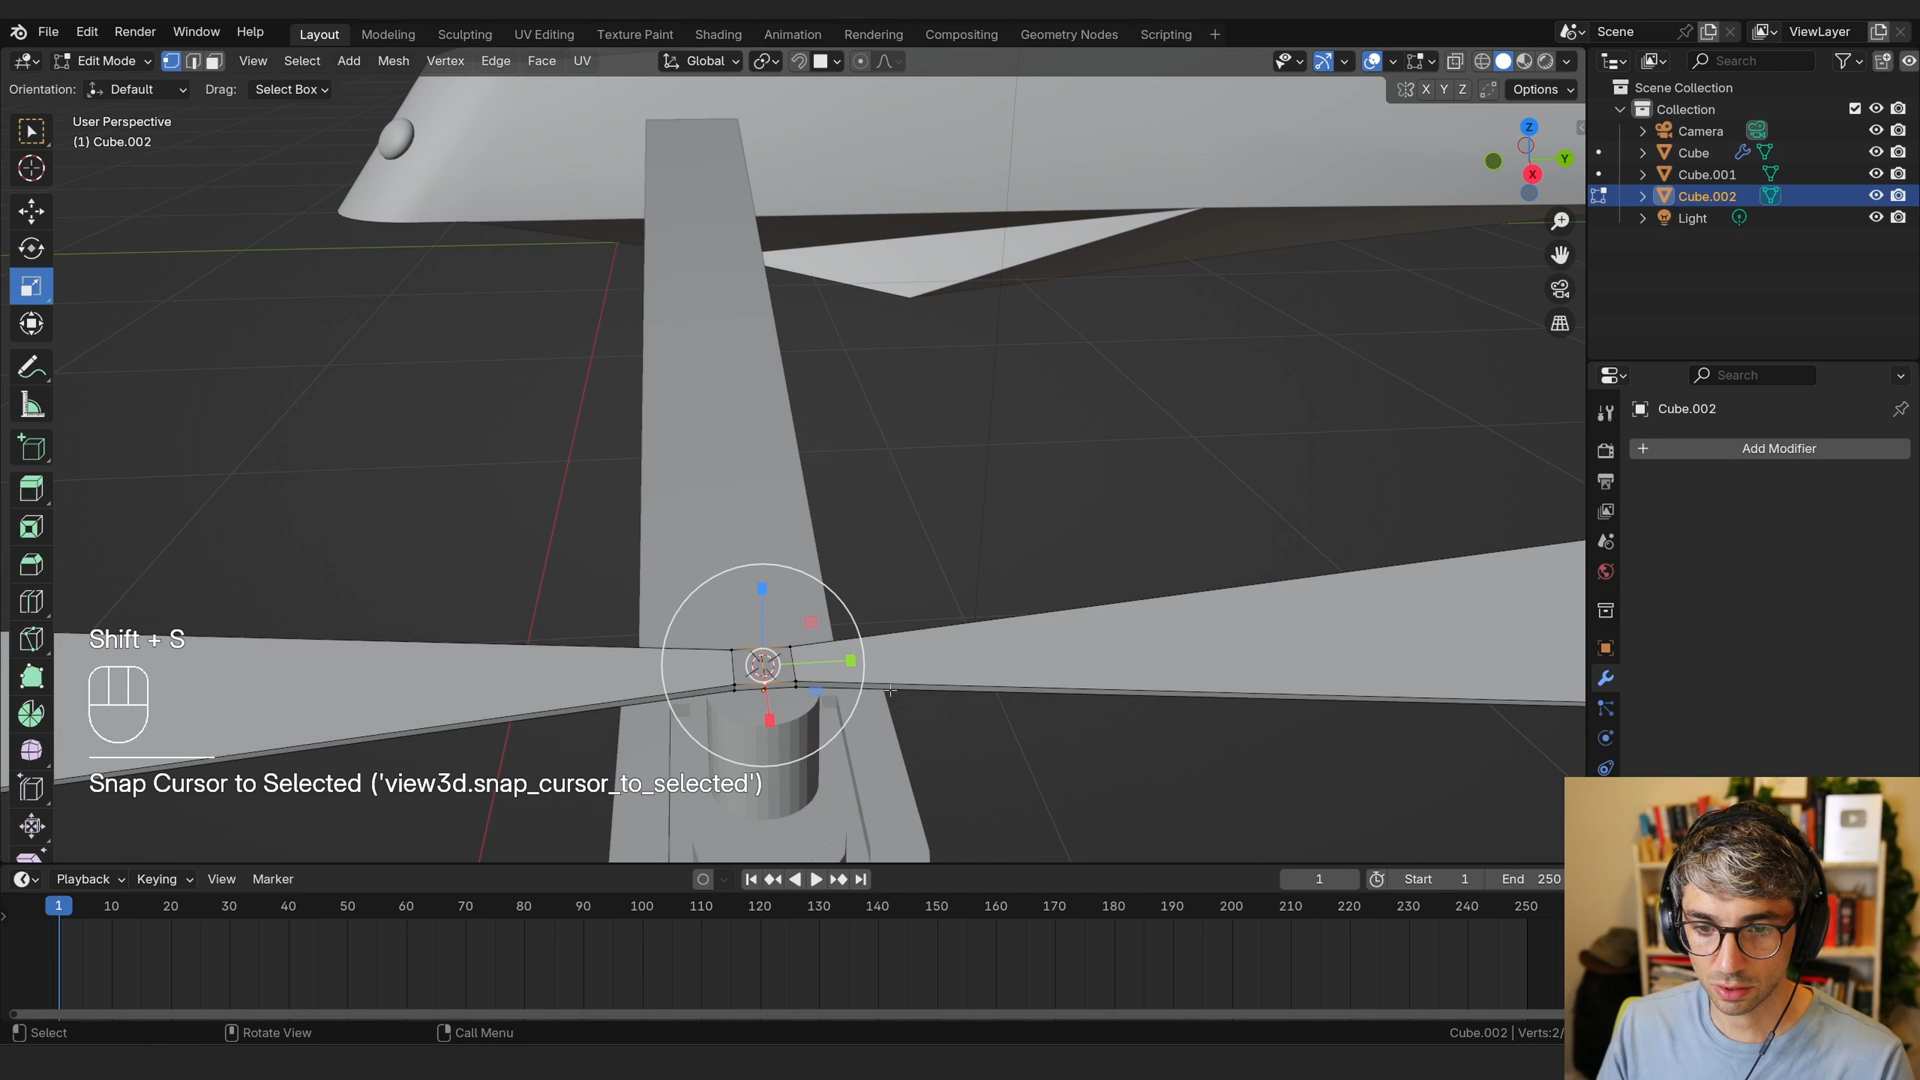 File Edit Render Window Help
Layout Modeling Sculpting UV Editing Texture Paint Shading Animation Rendering Compositing Geometry Nodes Scripting +
Scene
ViewLayer
Edit Mode View Select Add Mesh Vertex Edge Face UV
Global
Search
Orientation: Default Drag: Select Box
X Y Z Options
Scene Collection
Collection
Camera
Cube
Cube.001
Cube.002
Light
User Perspective
(1) Cube.002
Z
Y
X
Search
Cube.002
+ Add Modifier
Shift + S
Snap Cursor to Selected ('view3d.snap_cursor_to_selected')
Playback Keying View Marker
1 Start 1 End 250
1 10 20 30 40 50 60 70 80 90 100 110 120 130 140 150 160 170 180 190 200 210 220 230 240 250
Select Rotate View Call Menu
Cube.002 | Verts:2/